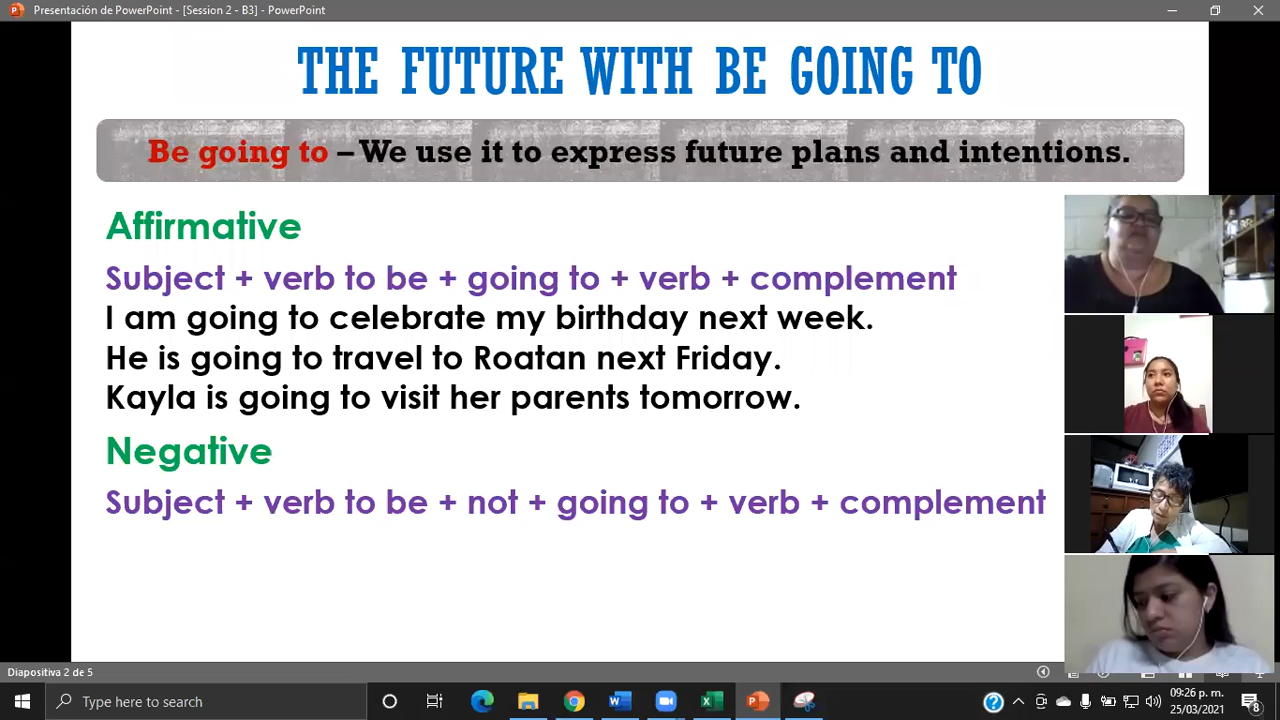 Presentación de PowerPoint - [Session 2 - B3] - PowerPoint
THE FUTURE WITH BE GOING TO
Be going to – We use it to express future plans and intentions.
Affirmative
Subject + verb to be + going to + verb + complement
I am going to celebrate my birthday next week.
He is going to travel to Roatan next Friday.
Kayla is going to visit her parents tomorrow.
Negative
Subject + verb to be + not + going to + verb + complement
Diapositiva 2 de 5
Type here to search
09:26 p. m.
25/03/2021
8